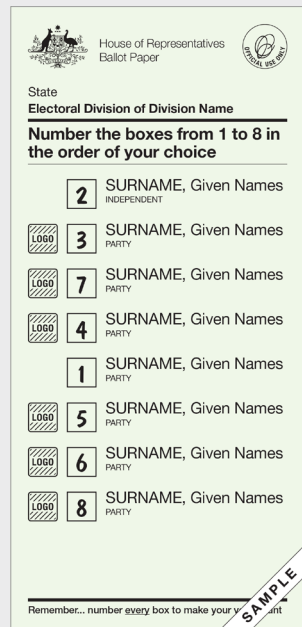 House of Representatives
Ballot Paper
OFFICIAL USE ONLY
State
Electoral Division of Division Name
Number the boxes from 1 to 8 in
the order of your choice
2 SURNAME, Given Names
INDEPENDENT
LOGO 3 SURNAME, Given Names
PARTY
LOGO 7 SURNAME, Given Names
PARTY
LOGO 4 SURNAME, Given Names
PARTY
1 SURNAME, Given Names
PARTY
LOGO 5 SURNAME, Given Names
PARTY
LOGO 6 SURNAME, Given Names
PARTY
LOGO 8 SURNAME, Given Names
PARTY
Remember... number every box to make your
SAMPLE